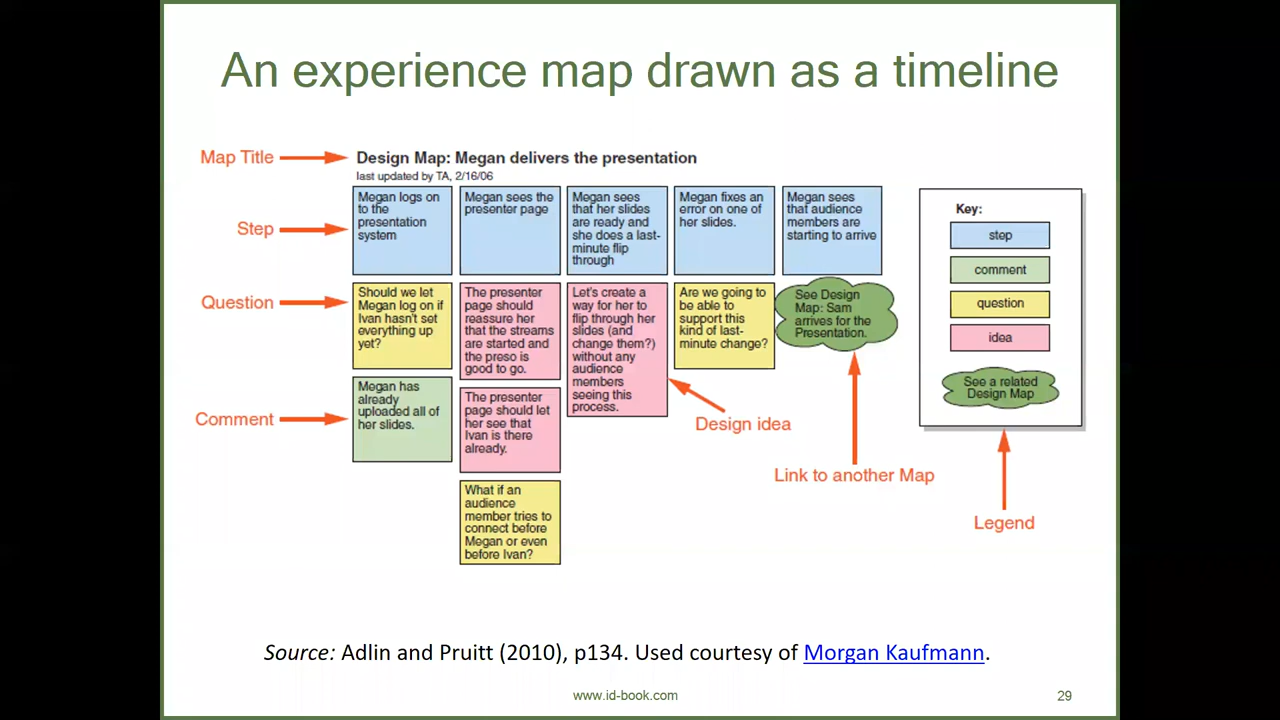 An experience map drawn as a timeline
Map Title
Design Map: Megan delivers the presentation
last updated by TA, 2/16/06
Step
Megan logs on
to the
presentation
system
Megan sees the
presenter page
Megan sees
that her slides
are ready and
she does a last-
minute flip
through
Megan fixes an
error on one of
her slides.
Megan sees
that audience
members are
starting to arrive
Question
Should we let
Megan log on if
Ivan hasn't set
everything up
yet?
The presenter
page should
reassure her
that the streams
are started and
the preso is
good to go.
Let's create a
way for her to
flip through her
slides (and
change them?)
without any
audience
members
seeing this
process.
Are we going to
be able to
support this
kind of last-
minute change?
See Design
Map: Sam
arrives for the
Presentation.
Comment
Megan has
already
uploaded all of
her slides.
The presenter
page should let
her see that
Ivan is there
already.
What if an
audience
member tries to
connect before
Megan or even
before Ivan?
Design idea
Link to another Map
Key:
step
comment
question
idea
See a related
Design Map
Legend
Source: Adlin and Pruitt (2010), p134. Used courtesy of Morgan Kaufmann.
www.id-book.com
29